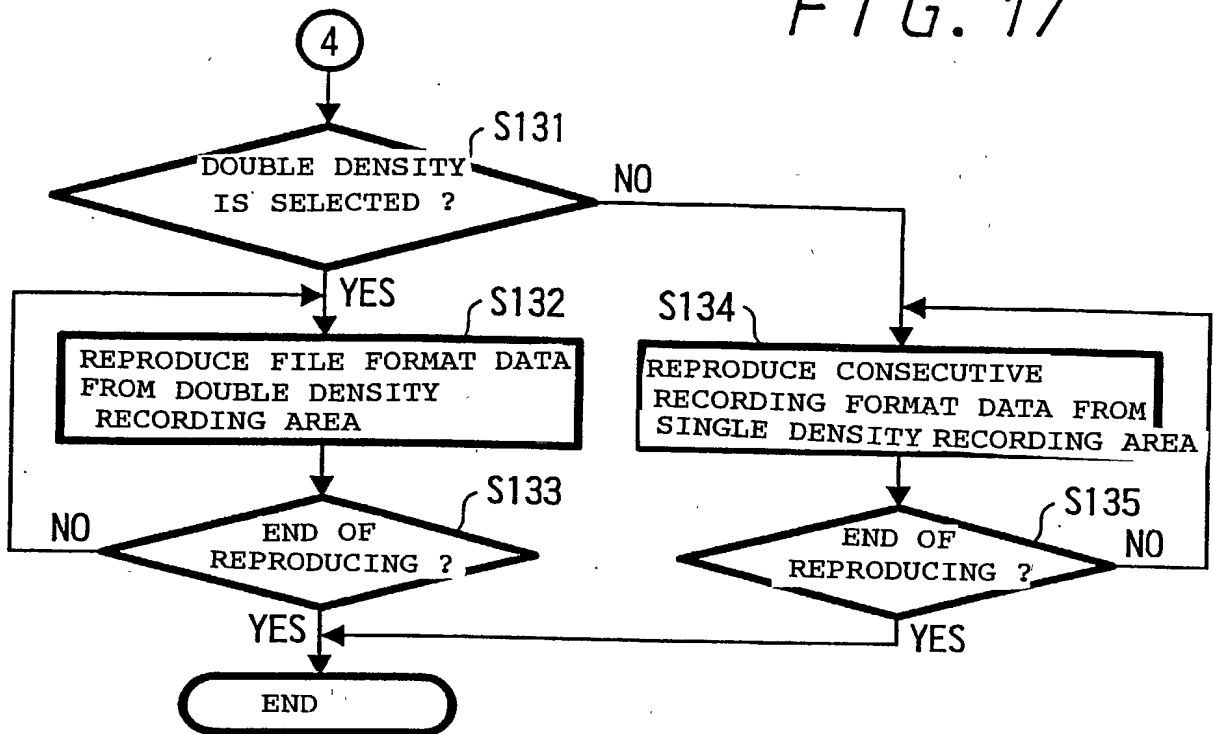 FIG. 17
4
S131
DOUBLE DENSITY
IS SELECTED ?
NO
YES
S132
REPRODUCE FILE FORMAT DATA
FROM DOUBLE DENSITY
RECORDING AREA
S133
END OF
REPRODUCING ?
NO
YES
S134
REPRODUCE CONSECUTIVE
RECORDING FORMAT DATA FROM
SINGLE DENSITY RECORDING AREA
S135
END OF
REPRODUCING ?
NO
YES
END